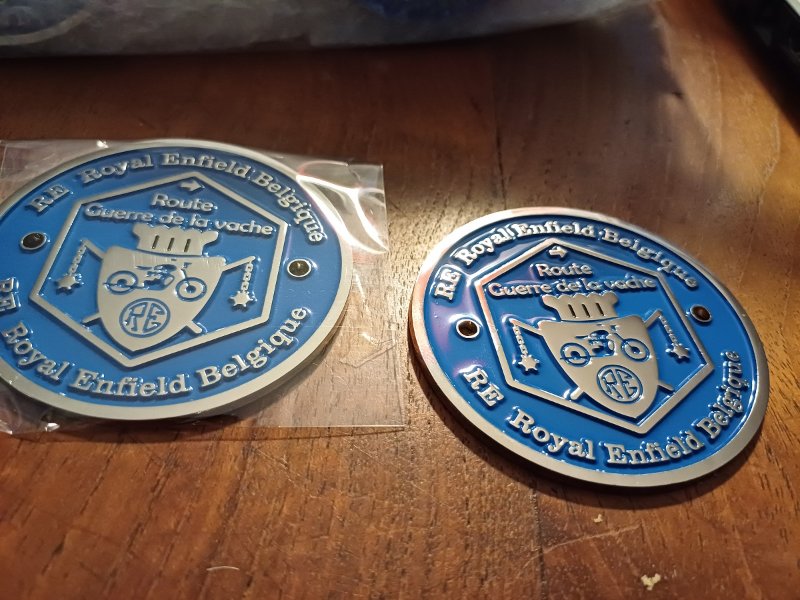 RE Royal Enfield Belgique
Route
Guerre de la vache
RE
RE Royal Enfield Belgique
RE Royal Enfield Belgique
Route
Guerre de la vache
RE
RE Royal Enfield Belgique